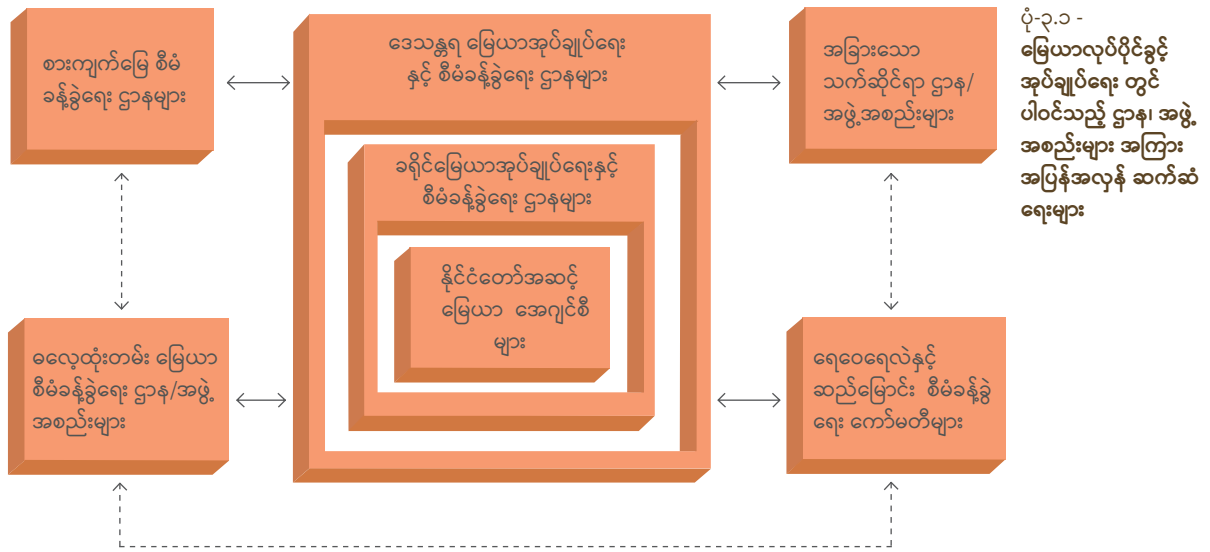 စားကျက်မြေ စီမံ
ခန့်ခွဲရေး ဌာနများ
ဒေသန္တရ မြေယာအုပ်ချုပ်ရေး
နှင့် စီမံခန့်ခွဲရေး ဌာနများ
အခြားသော
သက်ဆိုင်ရာ ဌာန/
အဖွဲ့အစည်းများ
ပုံ-၃.၁ -
မြေယာလုပ်ပိုင်ခွင့်
အုပ်ချုပ်ရေး တွင်
ပါဝင်သည့် ဌာန၊ အဖွဲ့
အစည်းများ အကြား
အပြန်အလှန် ဆက်ဆံ
ရေးများ
ခရိုင်မြေယာအုပ်ချုပ်ရေးနှင့်
စီမံခန့်ခွဲရေး ဌာနများ
နိုင်ငံတော်အဆင့်
မြေယာ အေဂျင်စီ
များ
ဓလေ့ထုံးတမ်း မြေယာ
စီမံခန့်ခွဲရေး ဌာန/အဖွဲ့
အစည်းများ
ရေဝေရေလဲနှင့်
ဆည်မြောင်း စီမံခန့်ခွဲ
ရေး ကော်မတီများ